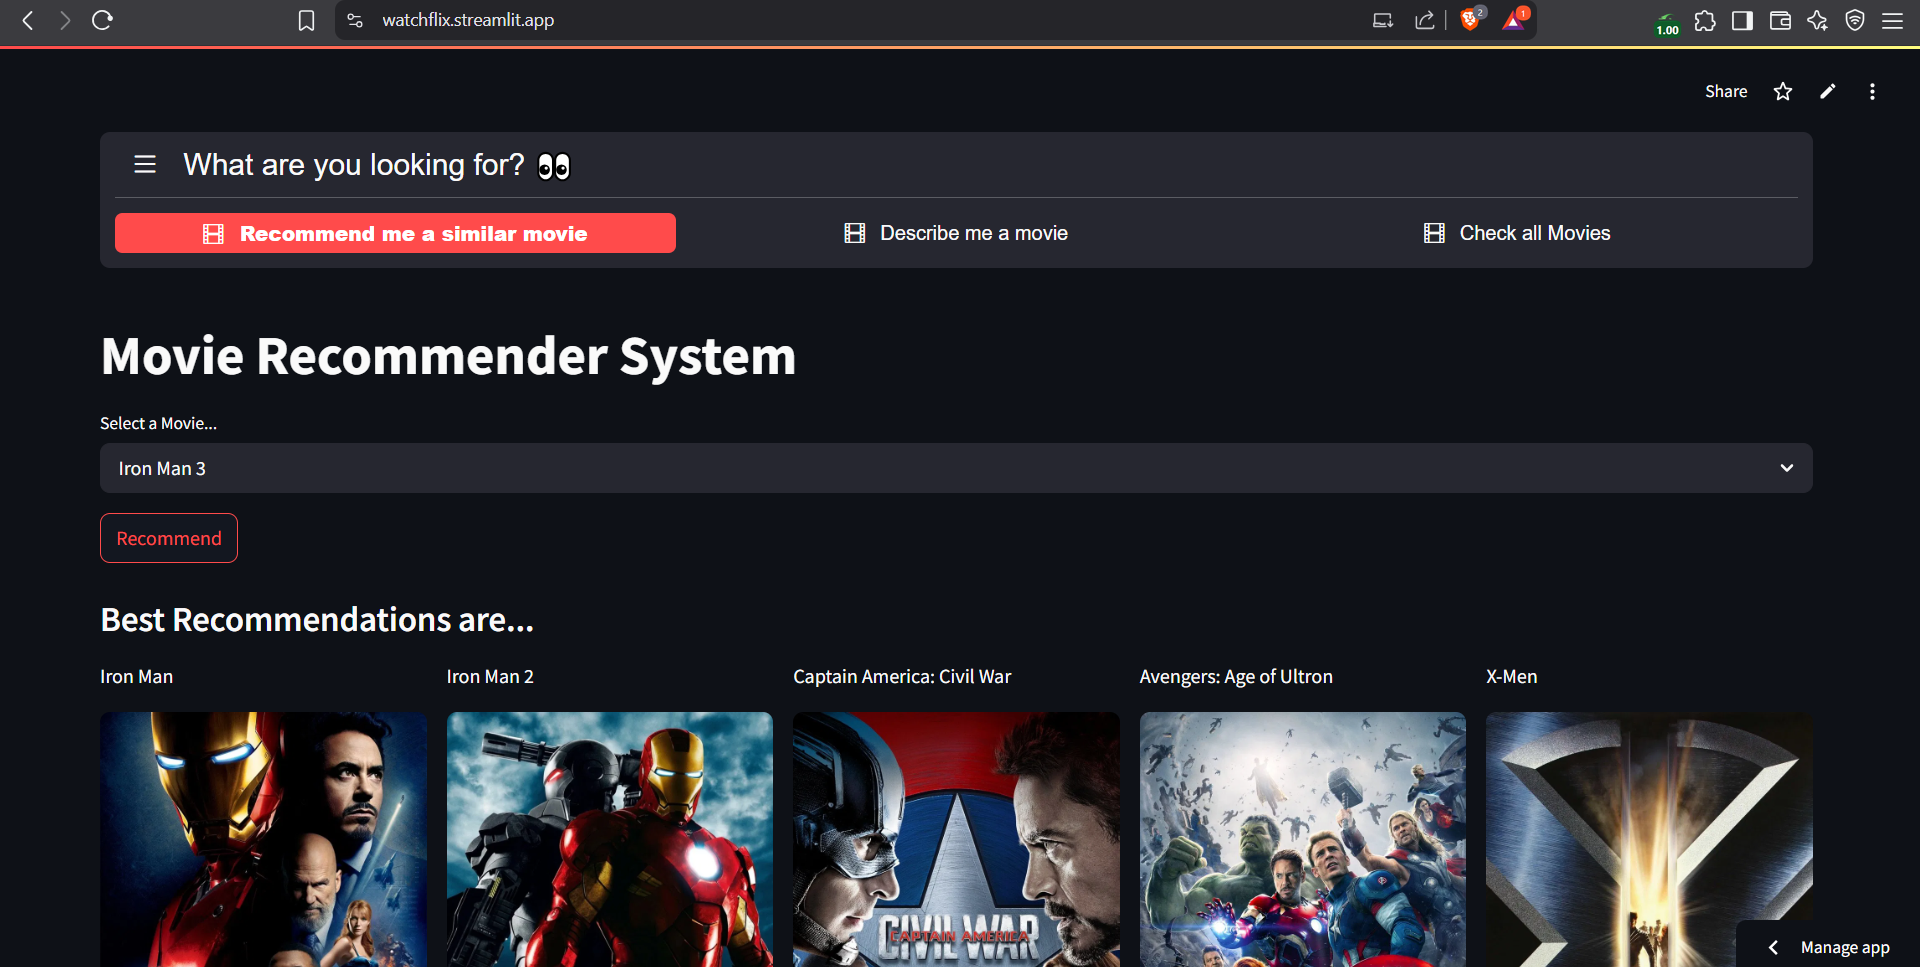 watchflix.streamlit.app
2
1
1.00
Share
What are you looking for? 👀
Recommend me a similar movie
Describe me a movie
Check all Movies
Movie Recommender System
Select a Movie...
Iron Man 3
Recommend
Best Recommendations are...
Iron Man
Iron Man 2
Captain America: Civil War
Avengers: Age of Ultron
X-Men
CIVIL WAR
CAPTAIN AMERICA
Manage app